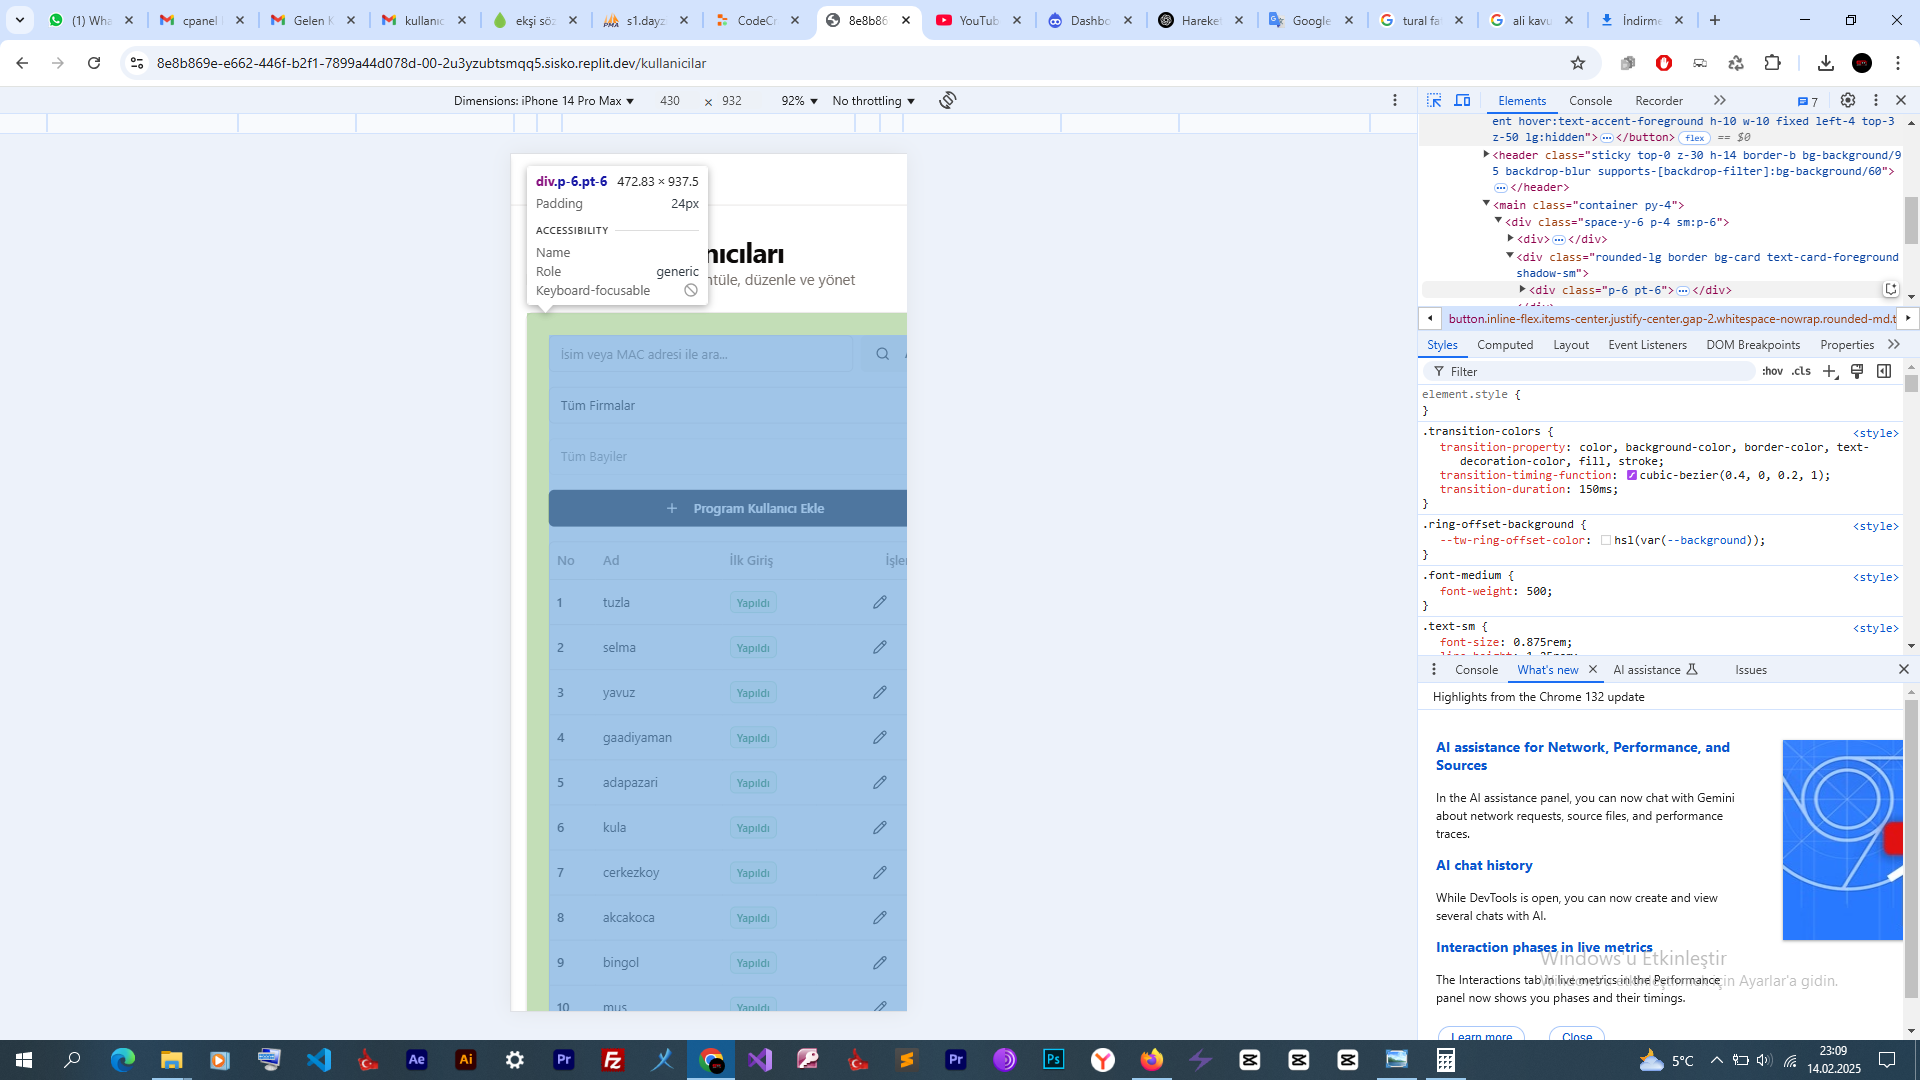 (1) Wha
cpanel
Gelen K
kullanıc
ekşi söz
s1.dayz
CodeCr
8e8b86
YouTub
Dashbo
Hareke
Google
tural fa
ali kavu
İndirme
8e8b869e-e662-446f-b2f1-7899a44d078d-00-2u3yzubtsmqq5.sisko.replit.dev/kullanicilar
Dimensions: iPhone 14 Pro Max 430 × 932 92% No throttling
Elements Console Recorder 7
ent hover:text-accent-foreground h-10 w-10 fixed left-4 top-3
z-50 lg:hidden"> </button> flex == $0
<header class="sticky top-0 z-30 h-14 border-b bg-background/9
5 backdrop-blur supports-[backdrop-filter]:bg-background/60">
</header>
<main class="container py-4">
<div class="space-y-6 p-4 sm:p-6">
<div> </div>
<div class="rounded-lg border bg-card text-card-foreground
shadow-sm">
<div class="p-6 pt-6"> </div>
</div>
button.inline-flex.items-center.justify-center.gap-2.whitespace-nowrap.rounded-md.t
Styles Computed Layout Event Listeners DOM Breakpoints Properties
Filter :hov .cls
element.style {
}
.transition-colors { <style>
transition-property: color, background-color, border-color, text-
decoration-color, fill, stroke;
transition-timing-function: cubic-bezier(0.4, 0, 0.2, 1);
transition-duration: 150ms;
}
.ring-offset-background { <style>
--tw-ring-offset-color: hsl(var(--background));
}
.font-medium { <style>
font-weight: 500;
}
.text-sm { <style>
font-size: 0.875rem;
line-height: 1.25rem;
Console What's new AI assistance Issues
Highlights from the Chrome 132 update
AI assistance for Network, Performance, and
Sources
In the AI assistance panel, you can now chat with Gemini
about network requests, source files, and performance
traces.
AI chat history
While DevTools is open, you can now create and view
several chats with AI.
Interaction phases in live metrics
The Interactions tab in live metrics in the Performance
panel now shows you phases and their timings.
Learn more Close
Windows'u Etkinleştir
Windows'u etkinleştirmek için Ayarlar'a gidin.
div.p-6.pt-6 472.83 × 937.5
Padding 24px
ACCESSIBILITY
Name
Role generic
Keyboard-focusable
nıcıları
ntüle, düzenle ve yönet
İsim veya MAC adresi ile ara...
Tüm Firmalar
Tüm Bayiler
+ Program Kullanıcı Ekle
No Ad İlk Giriş İşler
1 tuzla Yapıldı
2 selma Yapıldı
3 yavuz Yapıldı
4 gaadiyaman Yapıldı
5 adapazari Yapıldı
6 kula Yapıldı
7 cerkezkoy Yapıldı
8 akcakoca Yapıldı
9 bingol Yapıldı
10 mus Yapıldı
Ae
Ai
Pr
Pr
Ps
5°C
23:09
14.02.2025